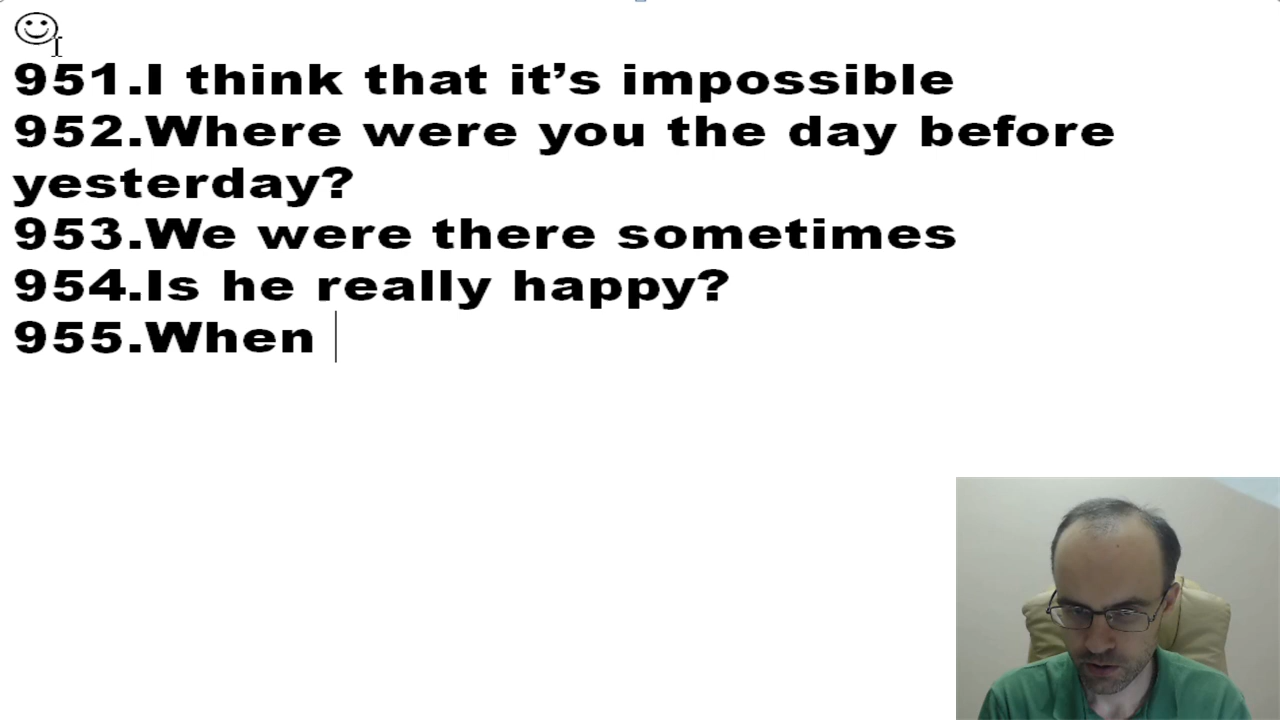 951.I think that it’s impossible
952.Where were you the day before
yesterday?
953.We were there sometimes
954.Is he really happy?
955.When